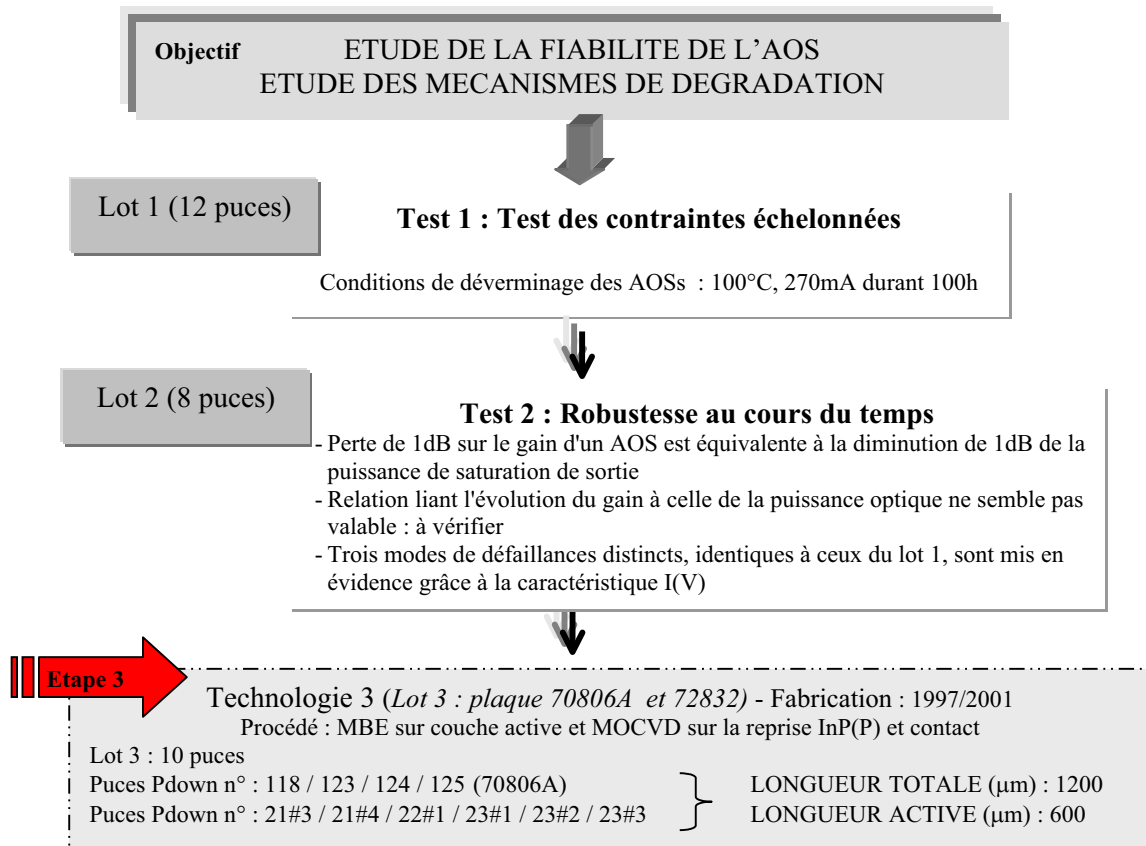 Objectif ETUDE DE LA FIABILITE DE L'AOS
ETUDE DES MECANISMES DE DEGRADATION
Lot 1 (12 puces)
Test 1 : Test des contraintes échelonnées
Conditions de déverminage des AOSs : 100°C, 270mA durant 100h
Lot 2 (8 puces)
Test 2 : Robustesse au cours du temps
- Perte de 1dB sur le gain d'un AOS est équivalente à la diminution de 1dB de la
puissance de saturation de sortie
- Relation liant l'évolution du gain à celle de la puissance optique ne semble pas
valable : à vérifier
- Trois modes de défaillances distincts, identiques à ceux du lot 1, sont mis en
évidence grâce à la caractéristique I(V)
Etape 3
Technologie 3 (Lot 3 : plaque 70806A et 72832) - Fabrication : 1997/2001
Procédé : MBE sur couche active et MOCVD sur la reprise InP(P) et contact
Lot 3 : 10 puces
Puces Pdown n° : 118 / 123 / 124 / 125 (70806A) LONGUEUR TOTALE (µm) : 1200
Puces Pdown n° : 21#3 / 21#4 / 22#1 / 23#1 / 23#2 / 23#3 LONGUEUR ACTIVE (µm) : 600